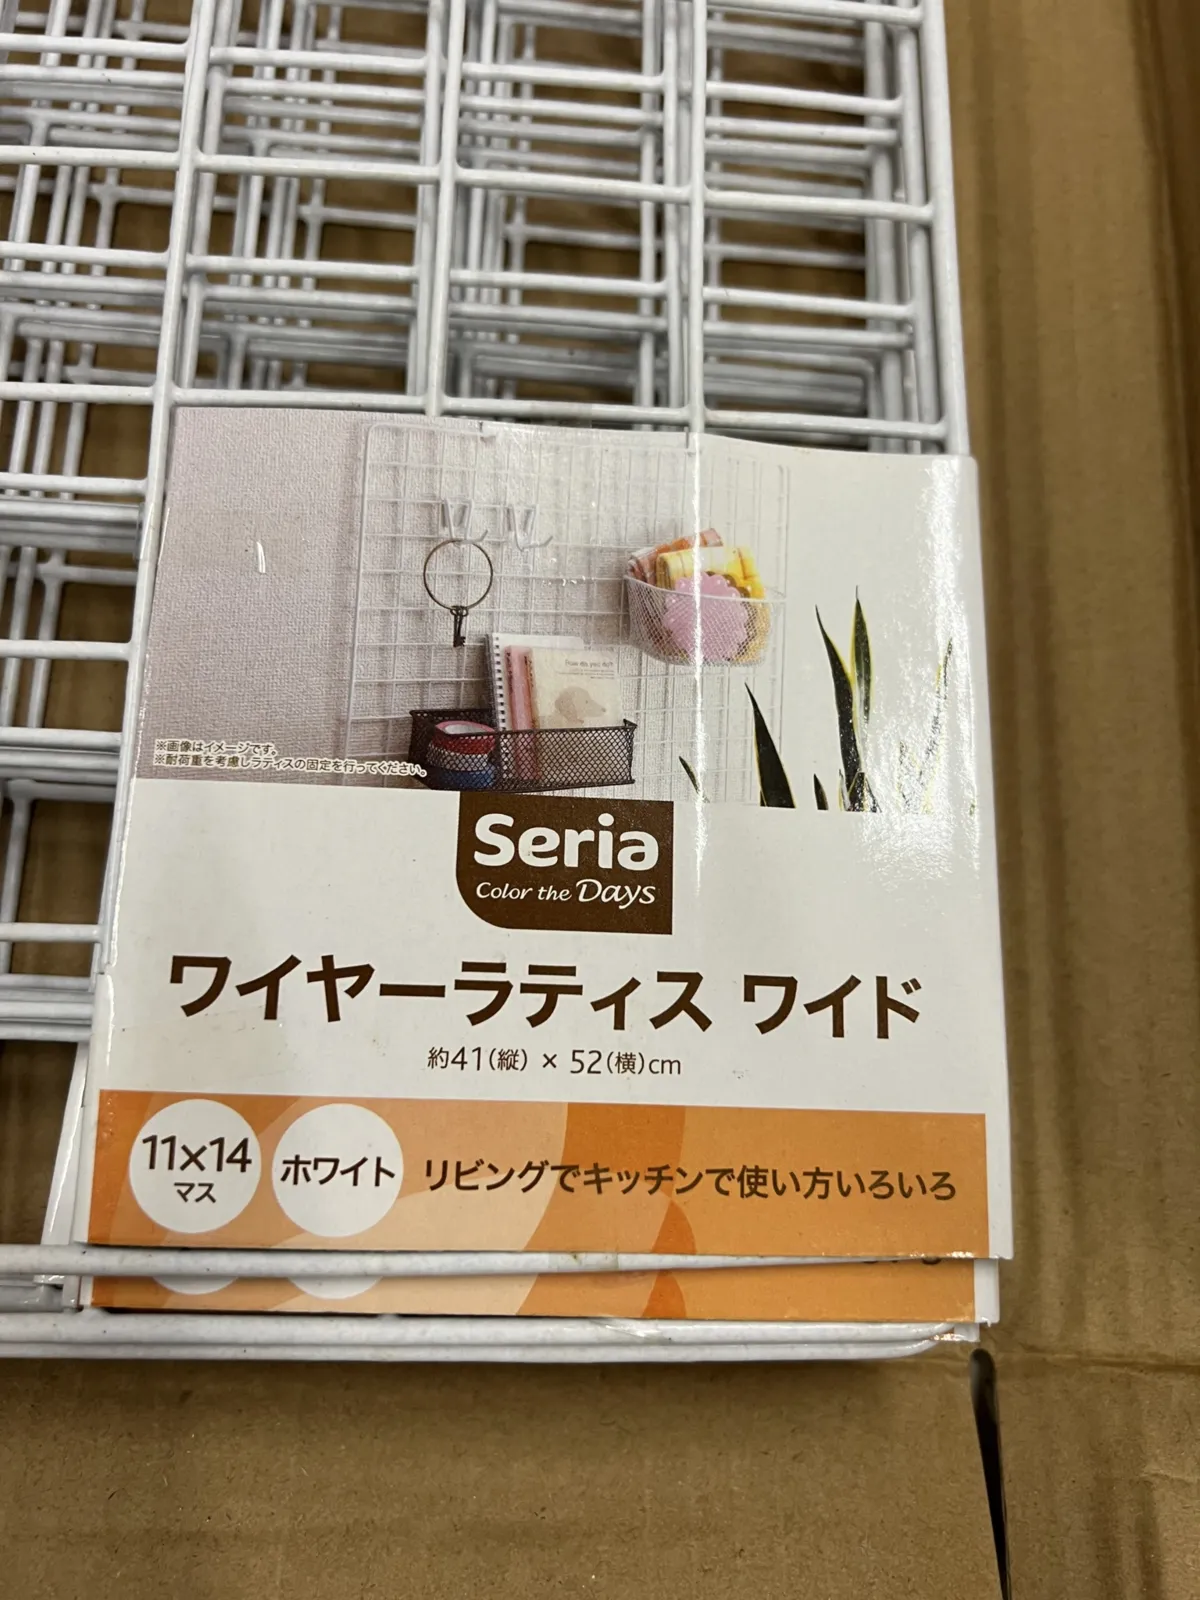 ※画像はイメージです。
※耐荷重を考慮しラティスの固定を行ってください。
Seria
Color the Days
ワイヤーラティス ワイド
約41(縦) × 52(横)cm
11×14
マス
ホワイト
リビングでキッチンで使い方いろいろ